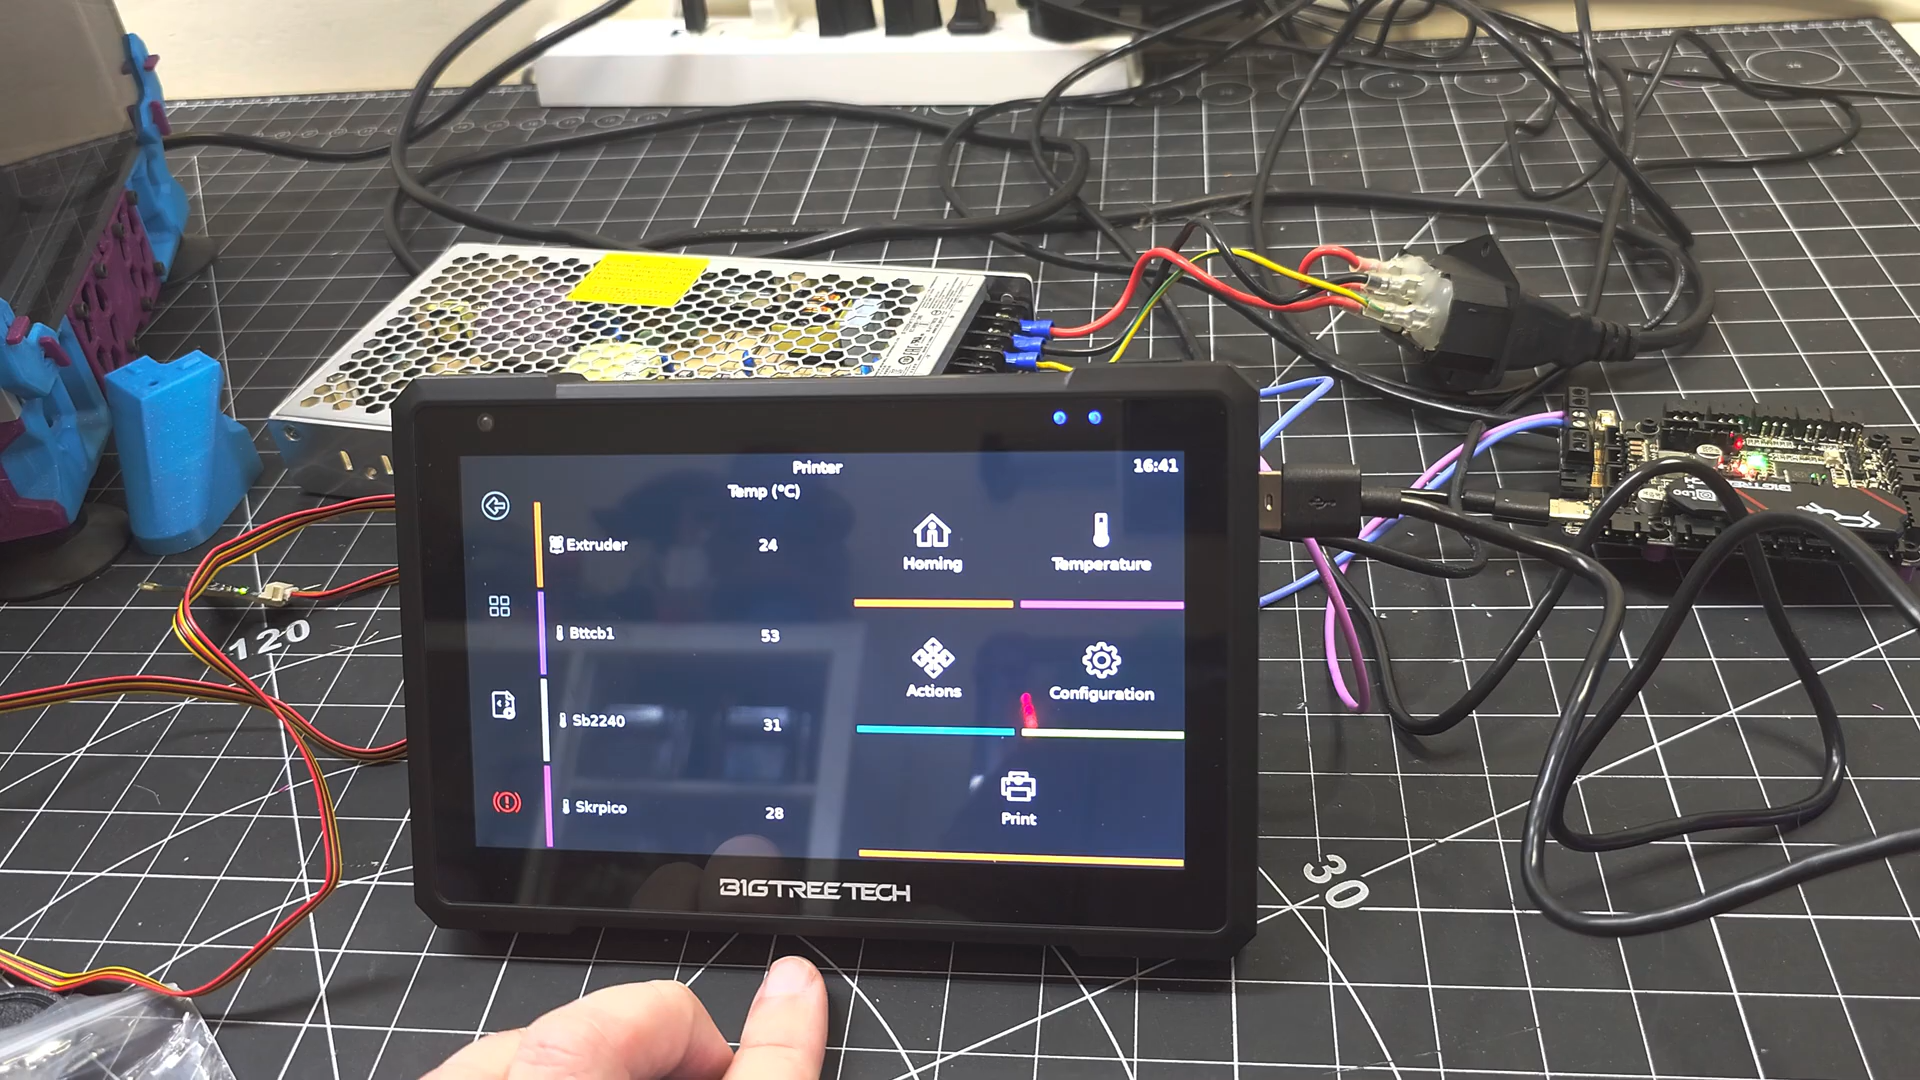 Printer
16:41
Temp (°C)
Extruder 24
Bttcb1 53
Sb2240 31
Skrpico 28
Homing
Temperature
Actions
Configuration
Print
BIGTREETECH
120
30